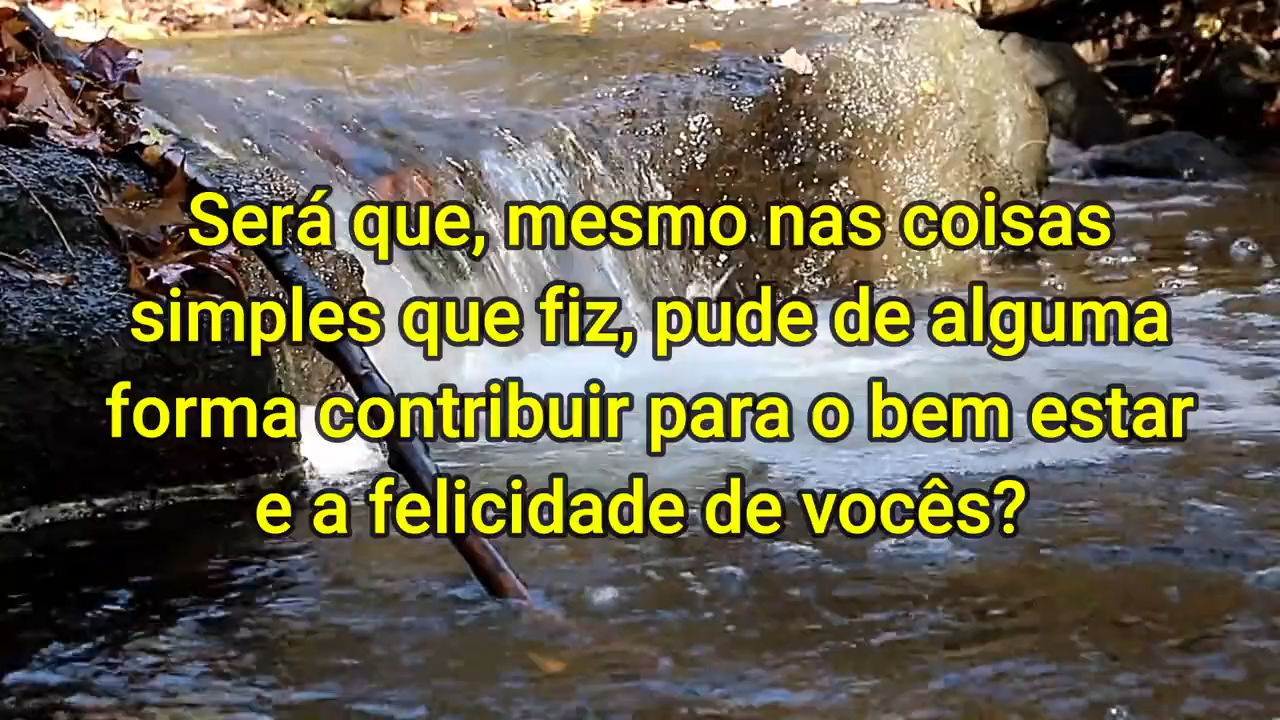 Será que, mesmo nas coisas
simples que fiz, pude de alguma
forma contribuir para o bem estar
e a felicidade de vocês?